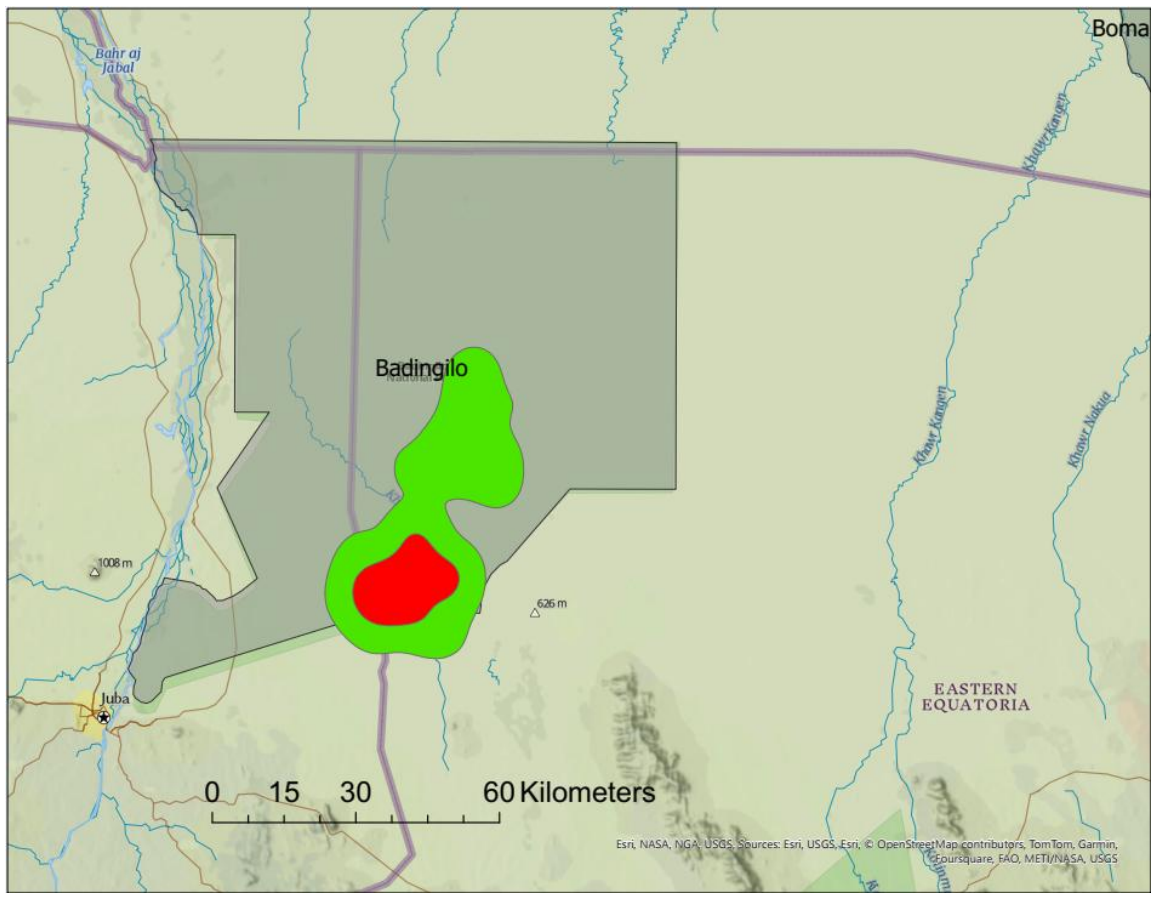 Boma
Bahr aj
Jabal
Khawr Kangen
Badingilo
Khawr Kangen
Khawr Nakua
1008 m
626 m
Juba
EASTERN
EQUATORIA
0 15 30 60 Kilometers
Esri, NASA, NGA, USGS, Sources: Esri, USGS, Esri, © OpenStreetMap contributors, TomTom, Garmin,
Foursquare, FAO, METI/NASA, USGS